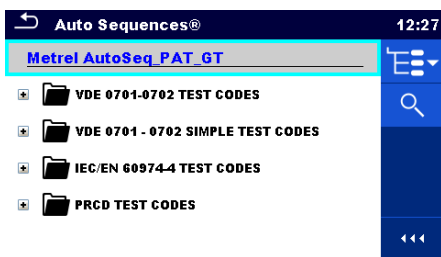 Auto Sequences® 12:27
Metrel AutoSeq_PAT_GT
VDE 0701-0702 TEST CODES
VDE 0701 - 0702 SIMPLE TEST CODES
IEC/EN 60974-4 TEST CODES
PRCD TEST CODES